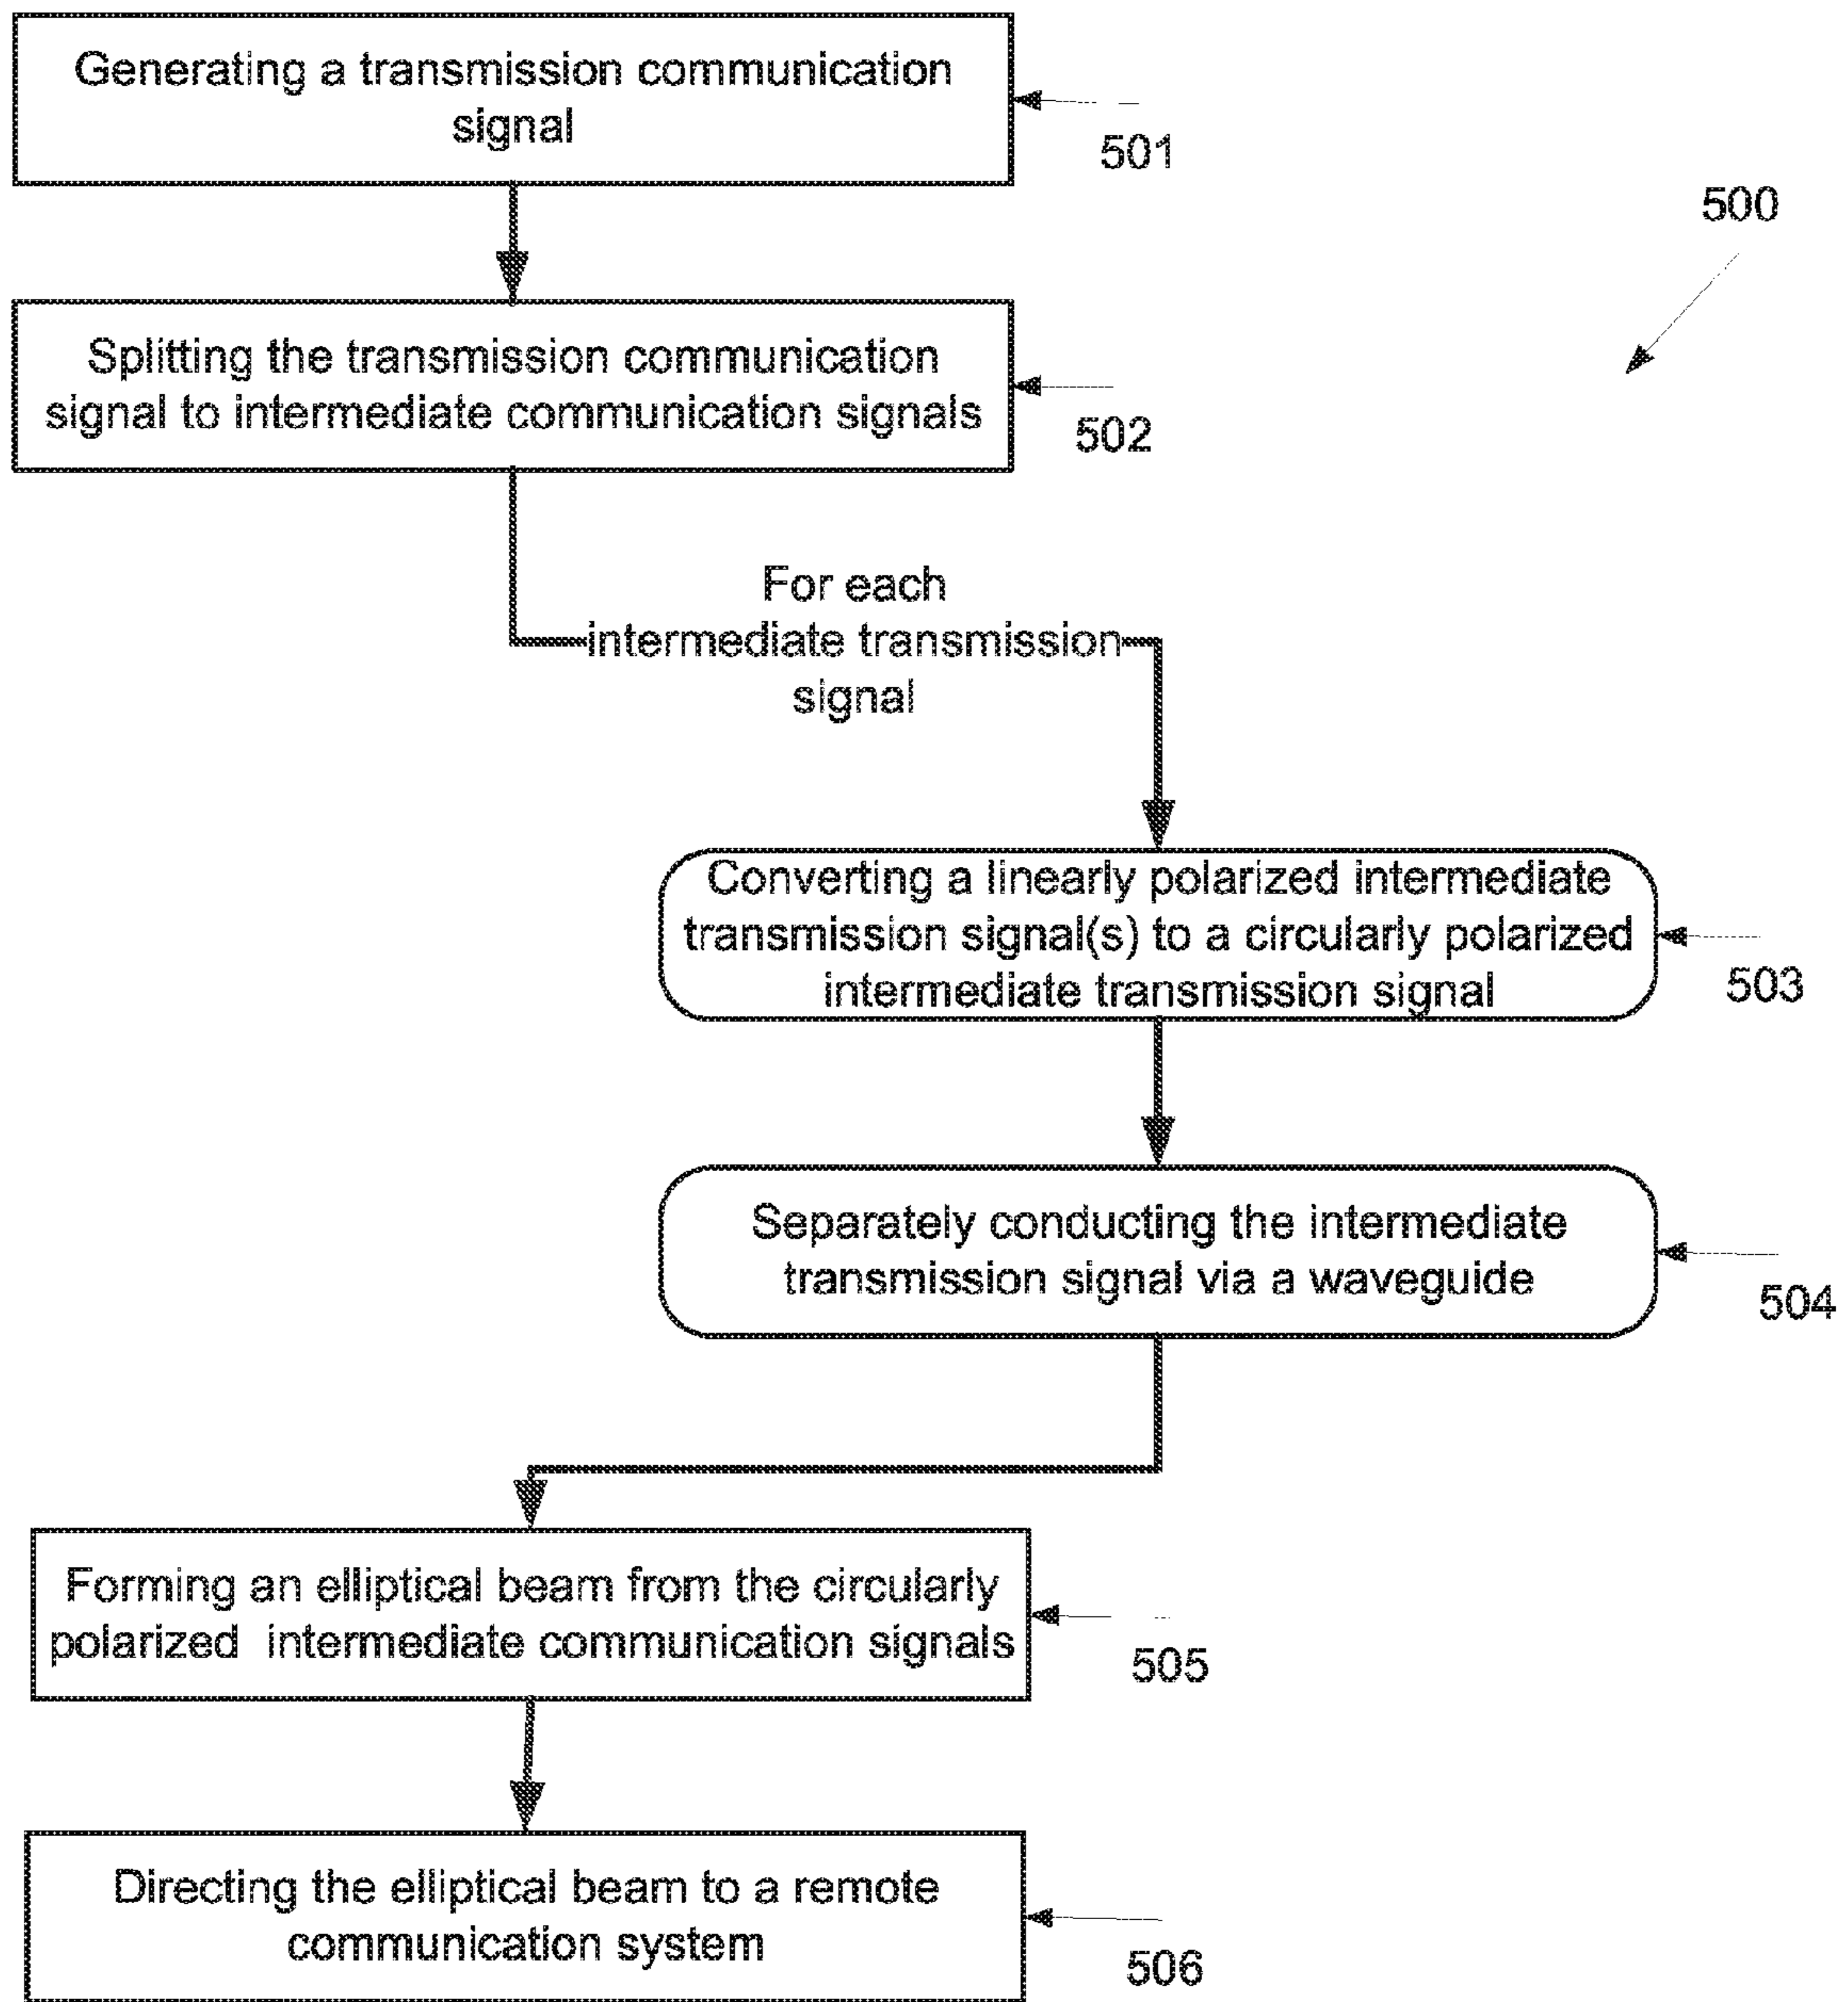 Generating a transmission communication
signal
501
500
Splitting the transmission communication
signal to intermediate communication signals
502
For each
intermediate transmission
signal
Converting a linearly polarized intermediate
transmission signal(s) to a circularly polarized
intermediate transmission signal
503
Separately conducting the intermediate
transmission signal via a waveguide
504
Forming an elliptical beam from the circularly
polarized intermediate communication signals
505
Directing the elliptical beam to a remote
communication system
506